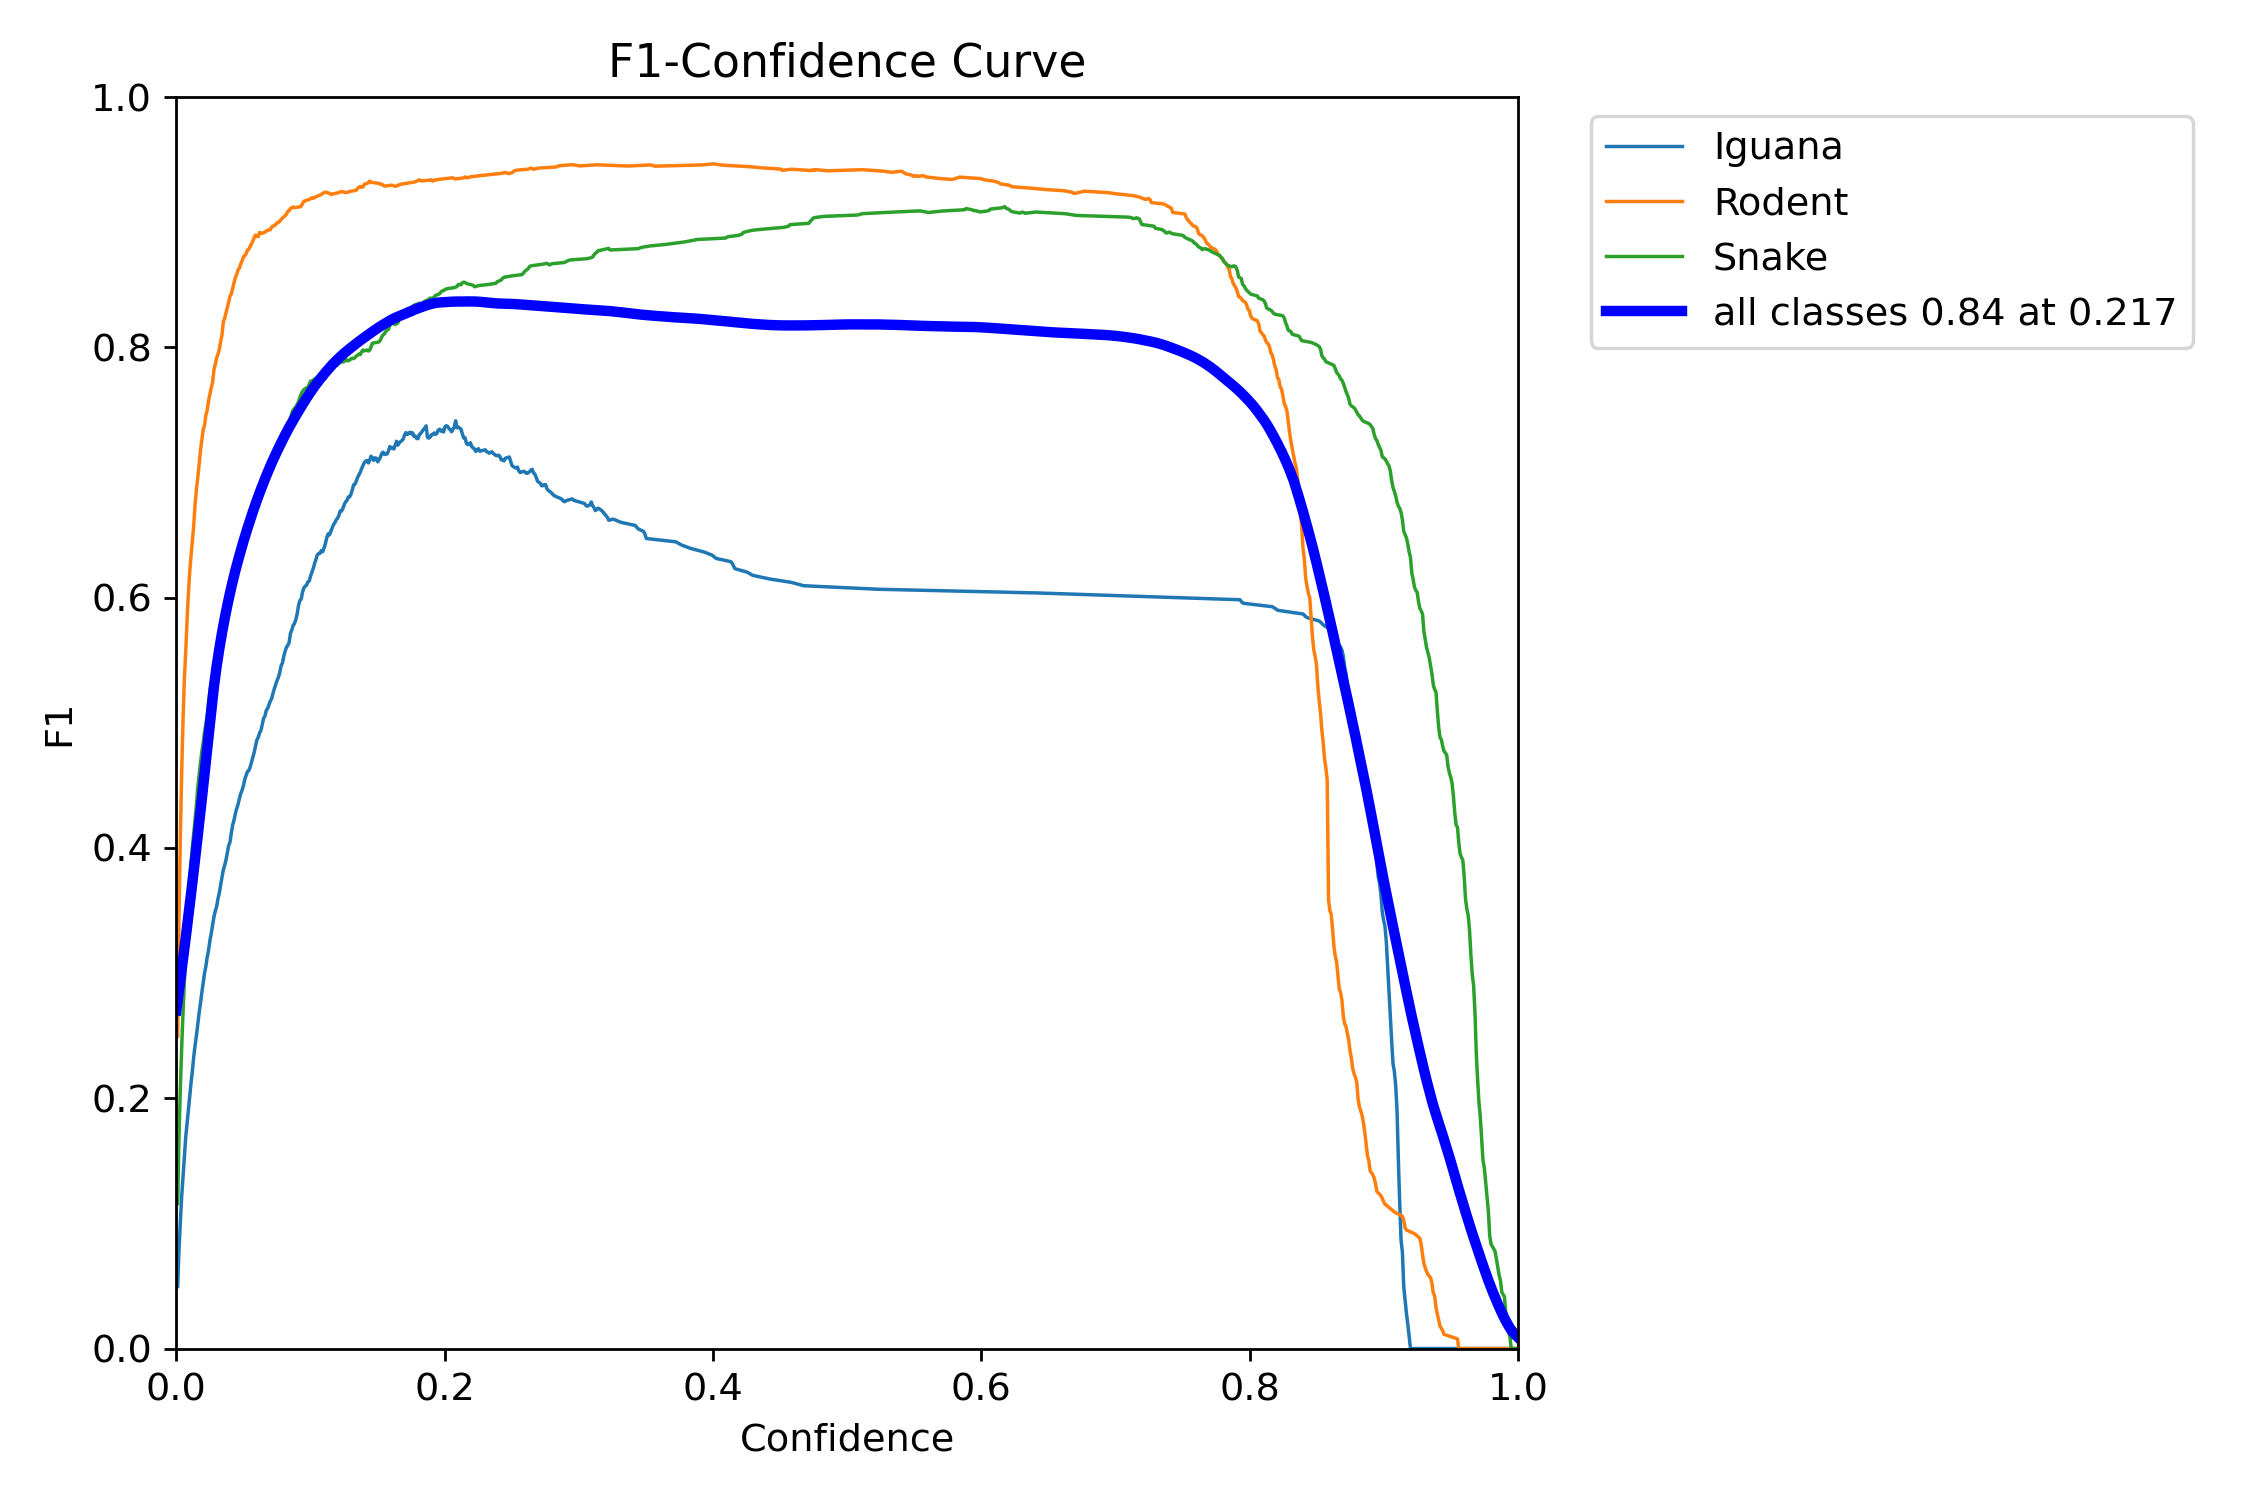 F1-Confidence Curve
1.0
0.8
0.6
0.4
0.2
0.0
F1
0.0 0.2 0.4 0.6 0.8 1.0
Confidence
Iguana
Rodent
Snake
all classes 0.84 at 0.217